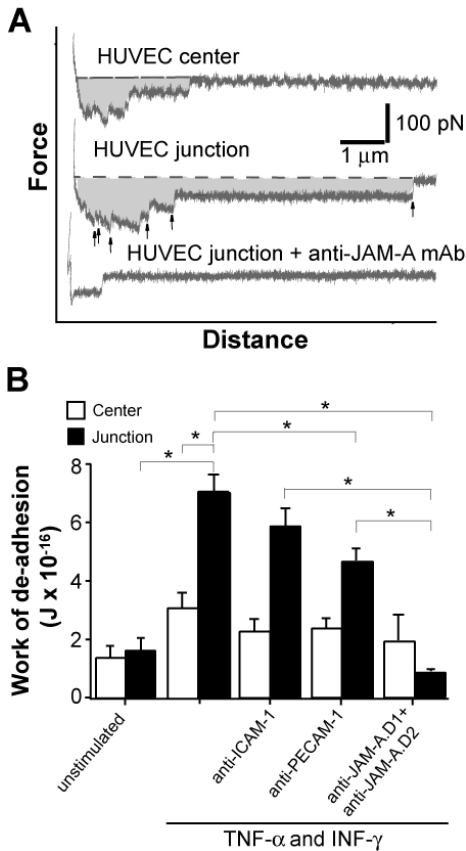 A
HUVEC center
100 pN
1 μm
HUVEC junction
HUVEC junction + anti-JAM-A mAb
Force
Distance
B
Center
Junction
*
*
*
*
*
*
8
6
4
2
0
Work of de-adhesion
(J x 10-16)
unstimulated
anti-ICAM-1
anti-PECAM-1
anti-JAM-A.D1+
anti-JAM-A.D2
TNF-α and INF-γ